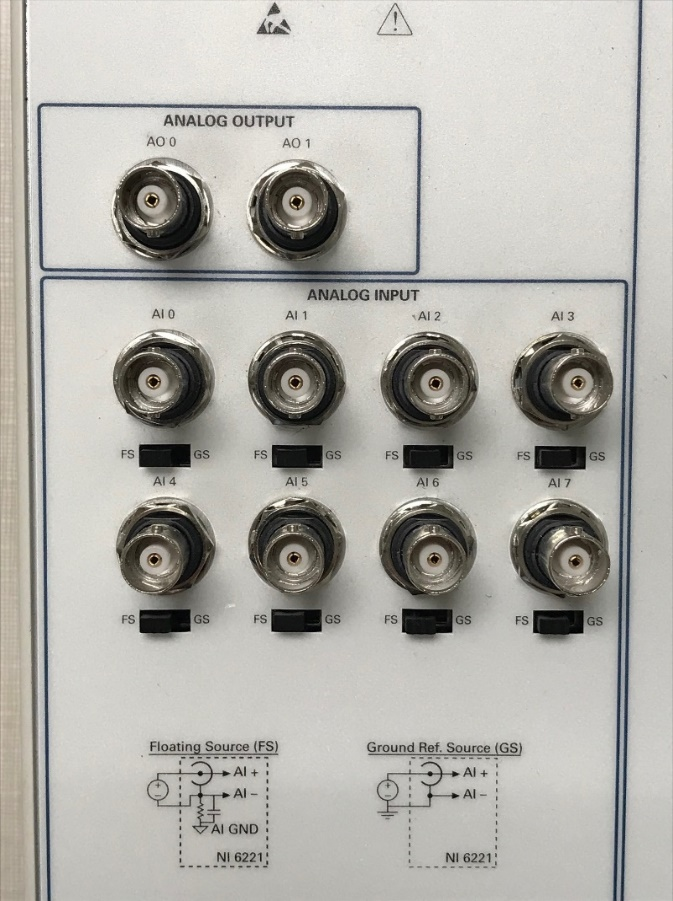 ANALOG OUTPUT
AO 0 AO 1
ANALOG INPUT
AI 0 AI 1 AI 2 AI 3
FS GS FS GS FS GS FS GS
AI 4 AI 5 AI 6 AI 7
FS GS FS GS FS GS FS GS
Floating Source (FS) Ground Ref. Source (GS)
AI + AI +
AI – AI –
AI GND
NI 6221 NI 6221